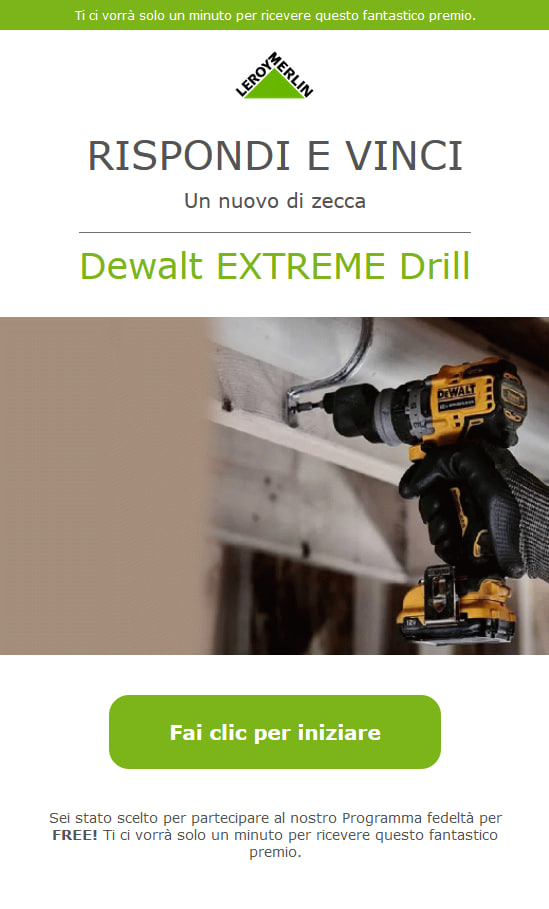 Ti ci vorrà solo un minuto per ricevere questo fantastico premio.
LEROY MERLIN
RISPONDI E VINCI
Un nuovo di zecca
Dewalt EXTREME Drill
DEWALT
12V
Fai clic per iniziare
Sei stato scelto per partecipare al nostro Programma fedeltà per
FREE! Ti ci vorrà solo un minuto per ricevere questo fantastico
premio.